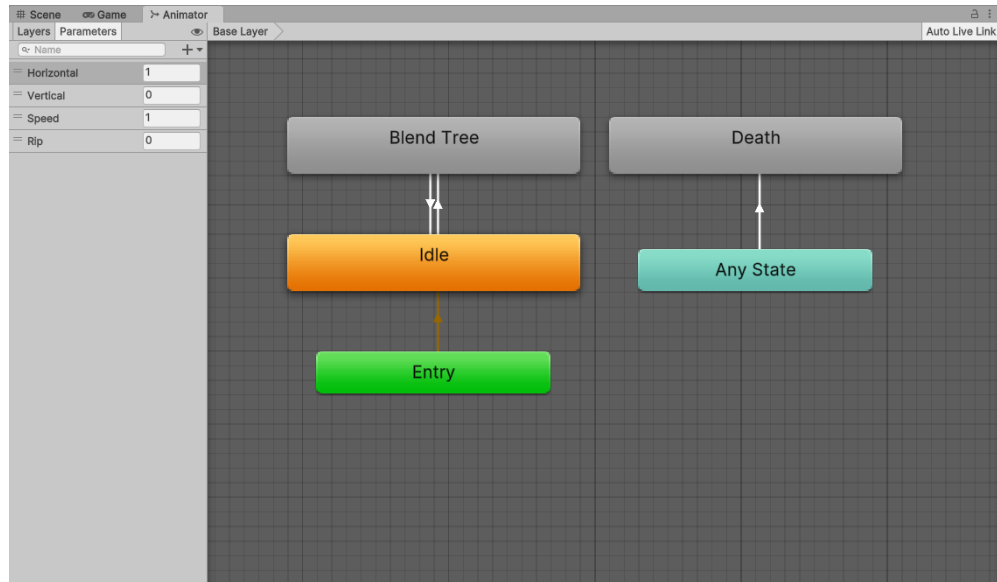 Scene Game Animator
Layers Parameters Base Layer Auto Live Link
Name
Horizontal 1
Vertical 0
Speed 1
Rip 0
Blend Tree Death
Idle
Any State
Entry